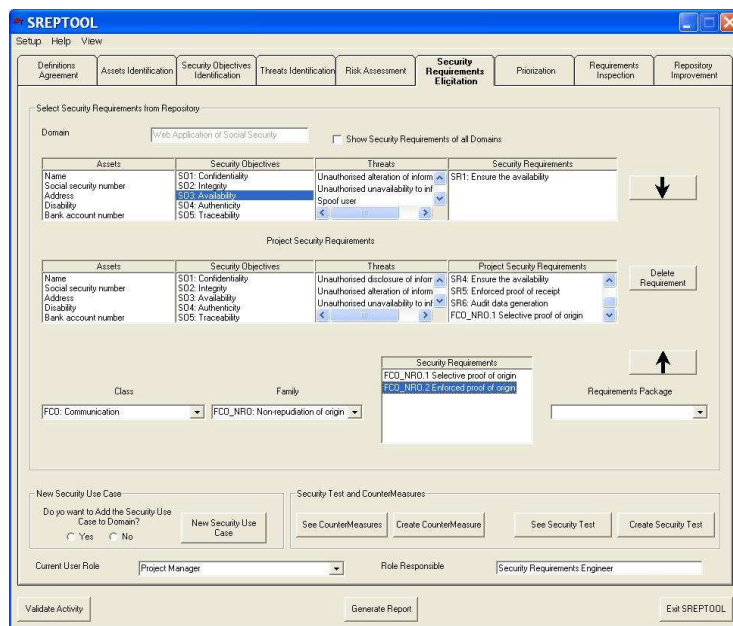 SREPTOOL
Setup Help View
Definitions Agreement
Assets Identification
Security Objectives Identification
Threats Identification
Risk Assessment
Security Requirements Elicitation
Priorization
Requirements Inspection
Repository Improvement
Select Security Requirements from Repository
Domain
Web Application of Social Security
Show Security Requirements of all Domains
Assets
Name
Social security number
Address
Disability
Bank account number
Security Objectives
SO1: Confidentiality
SO2: Integrity
SO3: Availability
SO4: Authenticity
SO5: Traceability
Threats
Unauthorised alteration of inform
Unauthorised unavailability to inf
Spoof user
Security Requirements
SR1: Ensure the availability
Project Security Requirements
Assets
Name
Social security number
Address
Disability
Bank account number
Security Objectives
SO1: Confidentiality
SO2: Integrity
SO3: Availability
SO4: Authenticity
SO5: Traceability
Threats
Unauthorised disclosure of inforr
Unauthorised alteration of inform
Unauthorised unavailability to inf
Project Security Requirements
SR4: Ensure the availability
SR5: Enforced proof of receipt
SR6: Audit data generation
FCO_NRO.1 Selective proof of origin
Delete Requirement
Class
FCO: Communication
Family
FCO_NRO: Non-repudiation of origin
Security Requirements
FCO_NRO.1 Selective proof of origin
FCO_NRO.2 Enforced proof of origin
Requirements Package
New Security Use Case
Do yo want to Add the Security Use
Case to Domain?
Yes No
New Security Use Case
Security Test and CounterMeasures
See CounterMeasures
Create CounterMeasure
See Security Test
Create Security Test
Current User Role
Project Manager
Role Responsible
Security Requirements Engineer
Validate Activity
Generate Report
Exit SREPTOOL